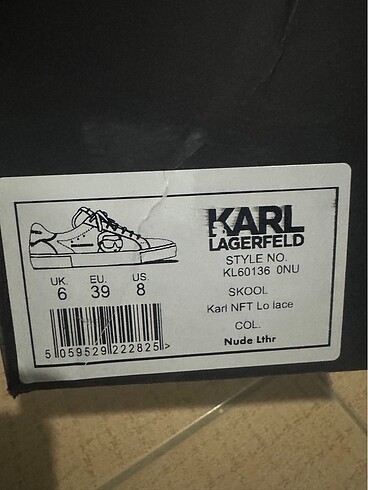 KARL
LAGERFELD
STYLE NO.
KL60136 0NU
UK. EU. US.
6 39 8
SKOOL
Karl NFT Lo lace
COL.
Nude Lthr
5 059529 222825 >